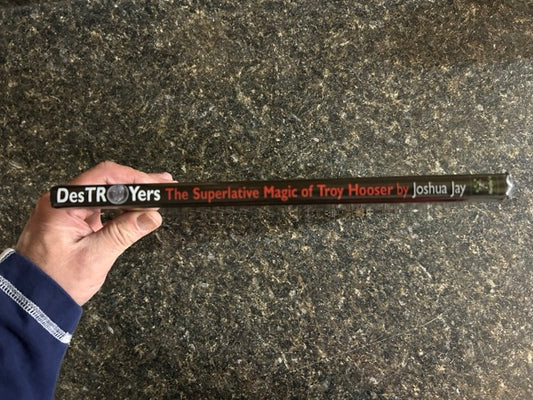 DesTROYers The Superlative Magic of Troy Hooser by Joshua Jay